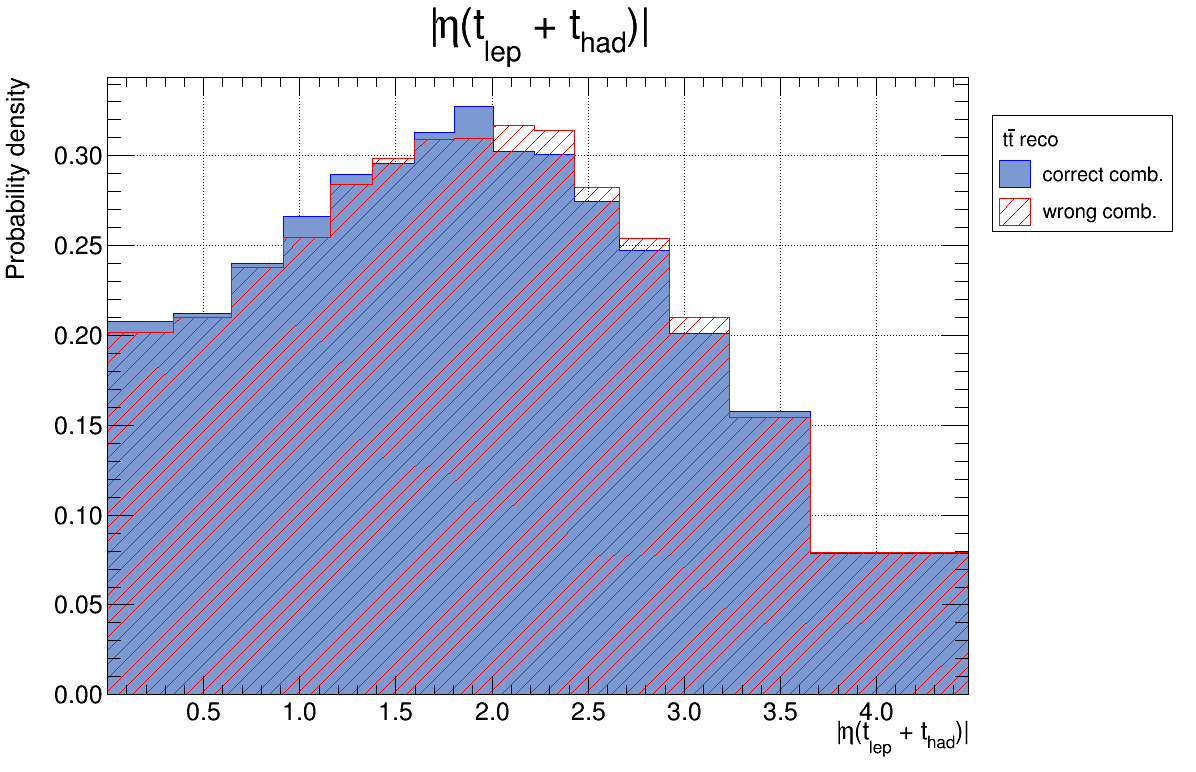 |η(t_lep + t_had)|
Probability density
0.30
0.25
0.20
0.15
0.10
0.05
0.00
0.5 1.0 1.5 2.0 2.5 3.0 3.5 4.0
|η(t_lep + t_had)|
tt̄ reco
correct comb.
wrong comb.